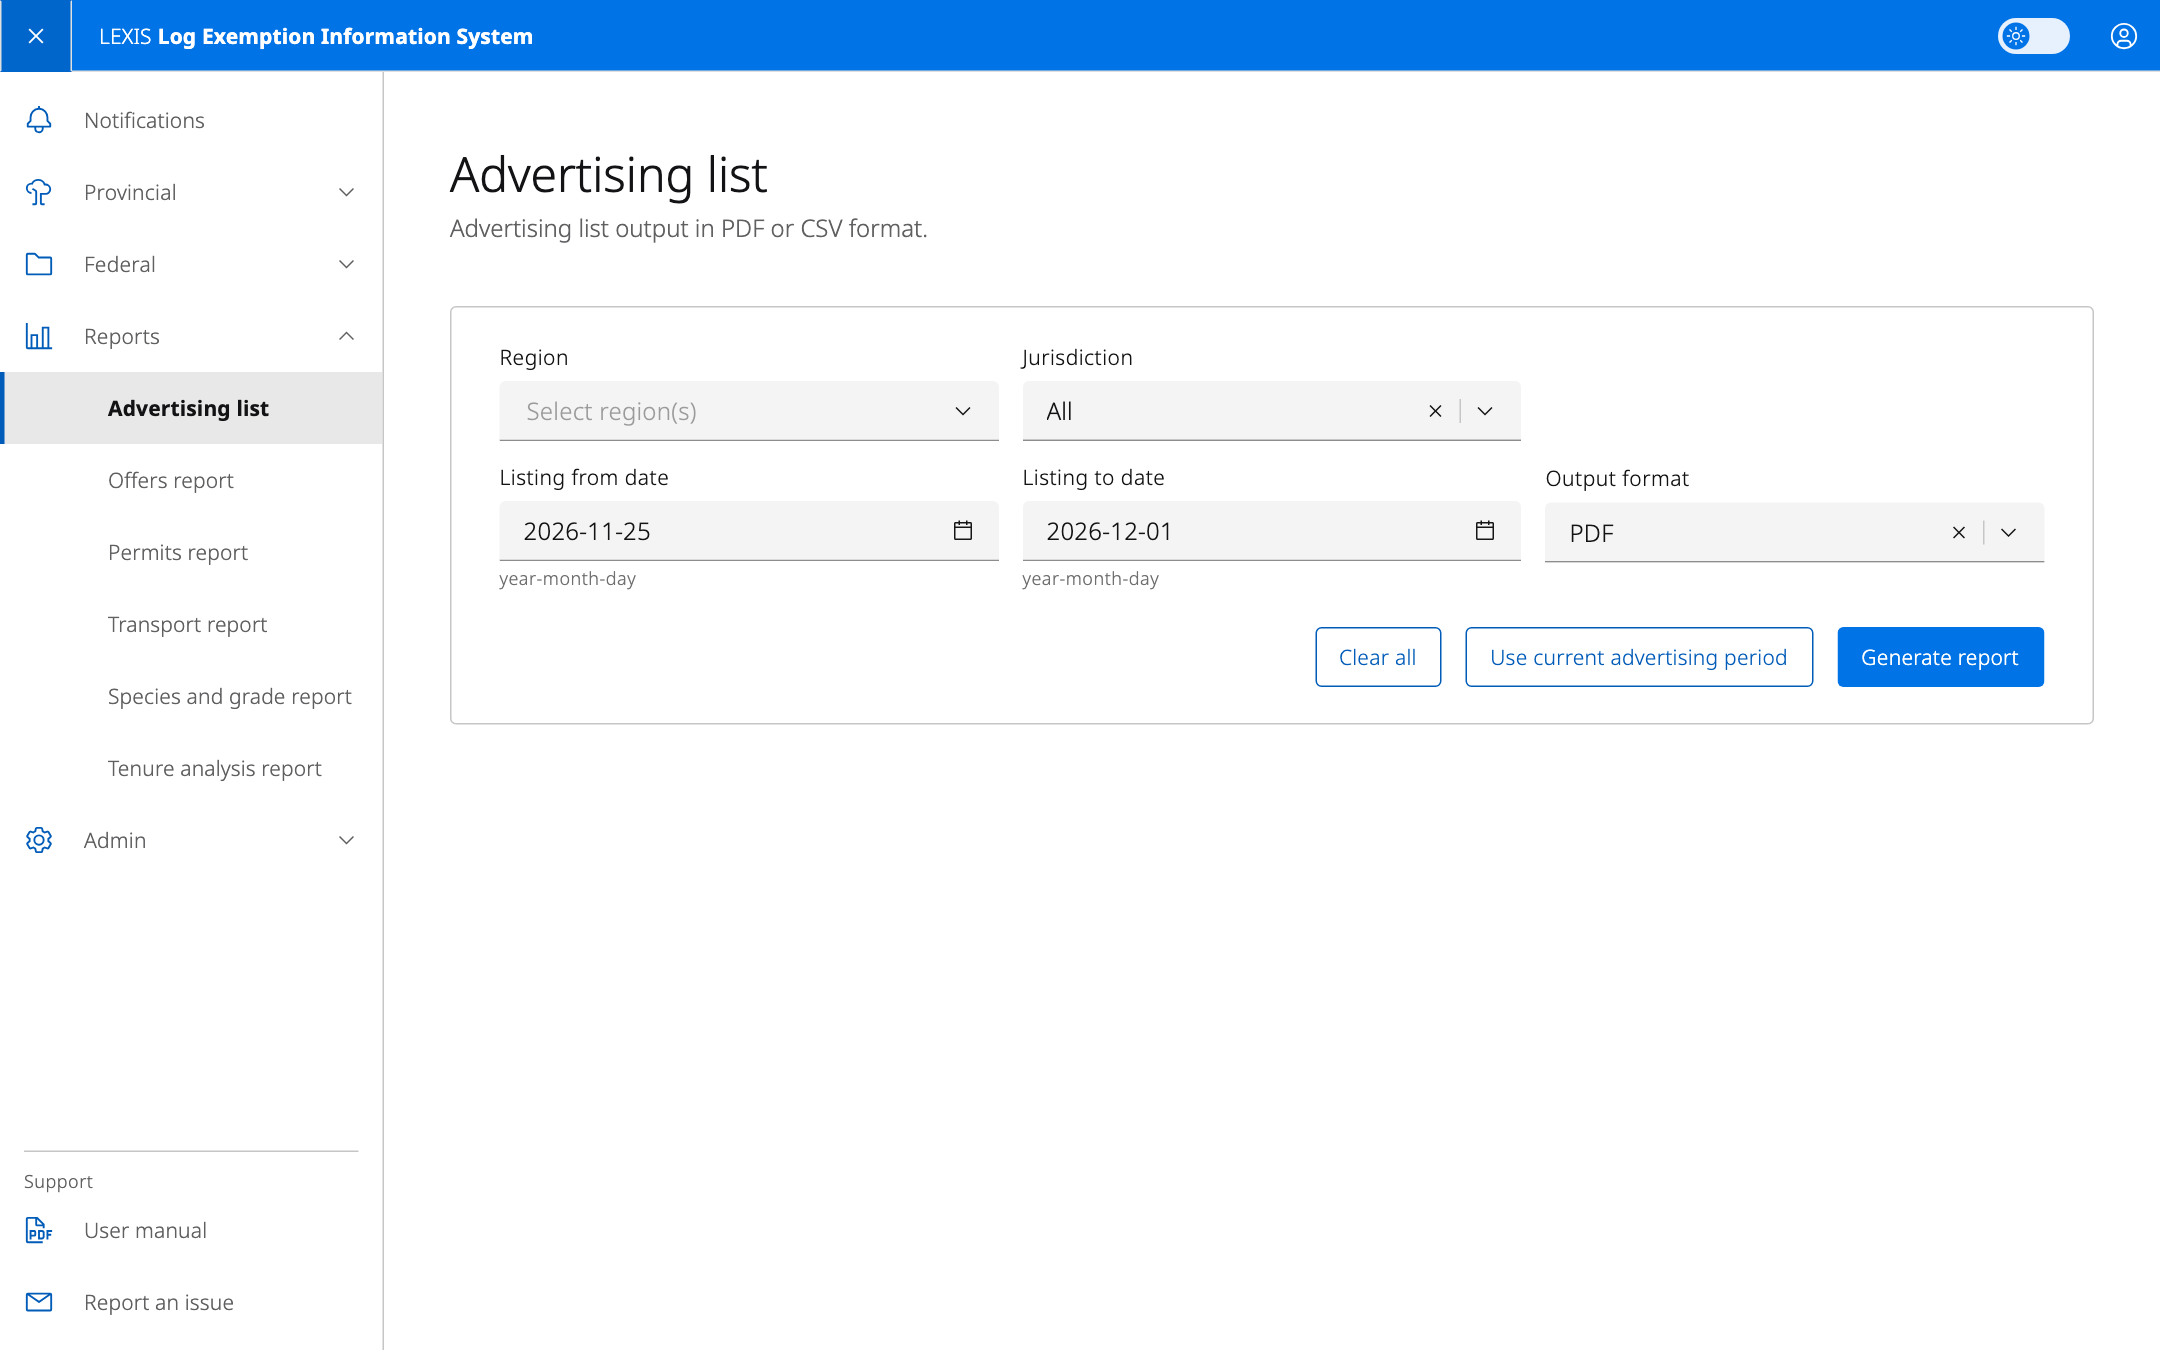 LEXIS Log Exemption Information System
Notifications
Provincial
Federal
Reports
Advertising list
Offers report
Permits report
Transport report
Species and grade report
Tenure analysis report
Admin
Support
PDF
User manual
Report an issue
Advertising list
Advertising list output in PDF or CSV format.
Region
Jurisdiction
Select region(s)
All
Listing from date
Listing to date
Output format
2026-11-25
2026-12-01
PDF
year-month-day
year-month-day
Clear all
Use current advertising period
Generate report